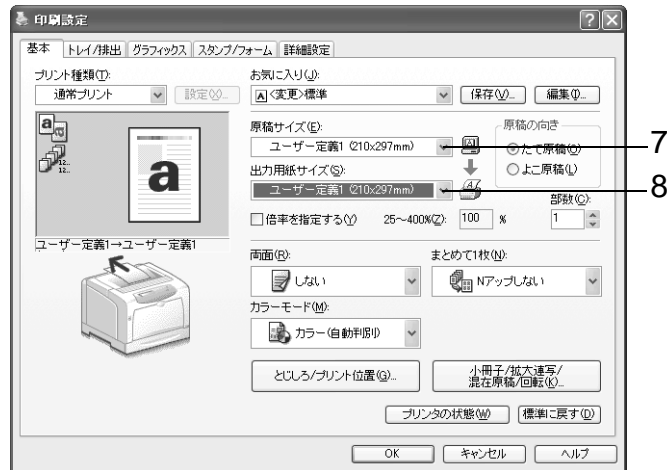 印刷設定
基本 トレイ/排出 グラフィックス スタンプ/フォーム 詳細設定
プリント種類(T):
通常プリント 設定(X)...
お気に入り(J):
A <変更>標準 保存(V)... 編集(I)...
原稿サイズ(E):
ユーザー定義1 (210x297mm)
7
出力用紙サイズ(S):
ユーザー定義1 (210x297mm)
8
原稿の向き
たて原稿(O)
よこ原稿(L)
倍率を指定する(Y) 25～400%(Z): 100 %
部数(C):
1
a
a
12..
12..
a
ユーザー定義1→ユーザー定義1
両面(R):
しない
まとめて1枚(N):
Nアップしない
カラーモード(M):
カラー(自動判別)
とじしろ/プリント位置(G)...
小冊子/拡大連写/
混在原稿/回転(K)...
プリンタの状態(W) 標準に戻す(D)
OK キャンセル ヘルプ